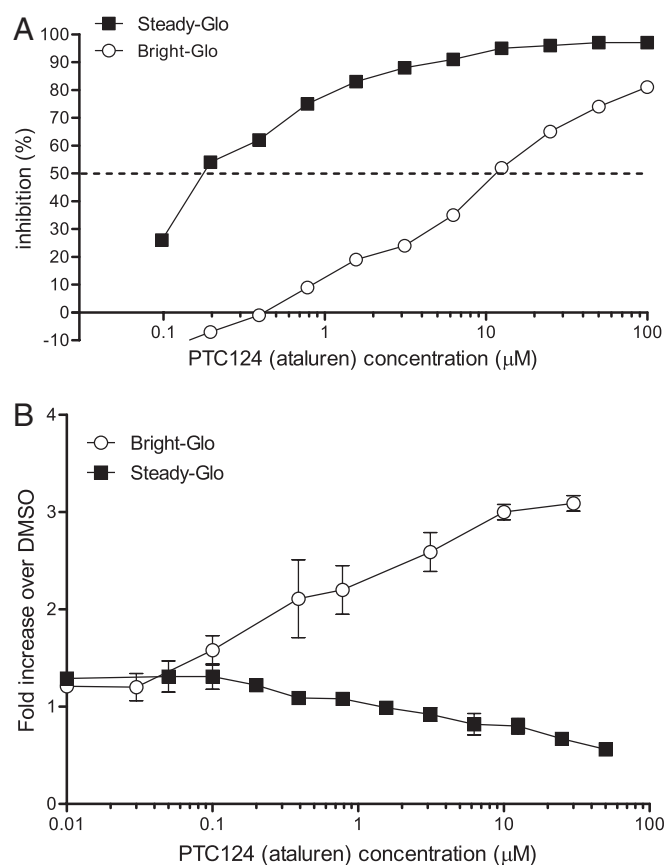 A
Steady-Glo
Bright-Glo
inhibition (%)
100
90
80
70
60
50
40
30
20
10
0
-10
0.1
1
10
100
PTC124 (ataluren) concentration (μM)
B
Bright-Glo
Steady-Glo
Fold increase over DMSO
4
3
2
1
0
0.01
0.1
1
10
100
PTC124 (ataluren) concentration (μM)